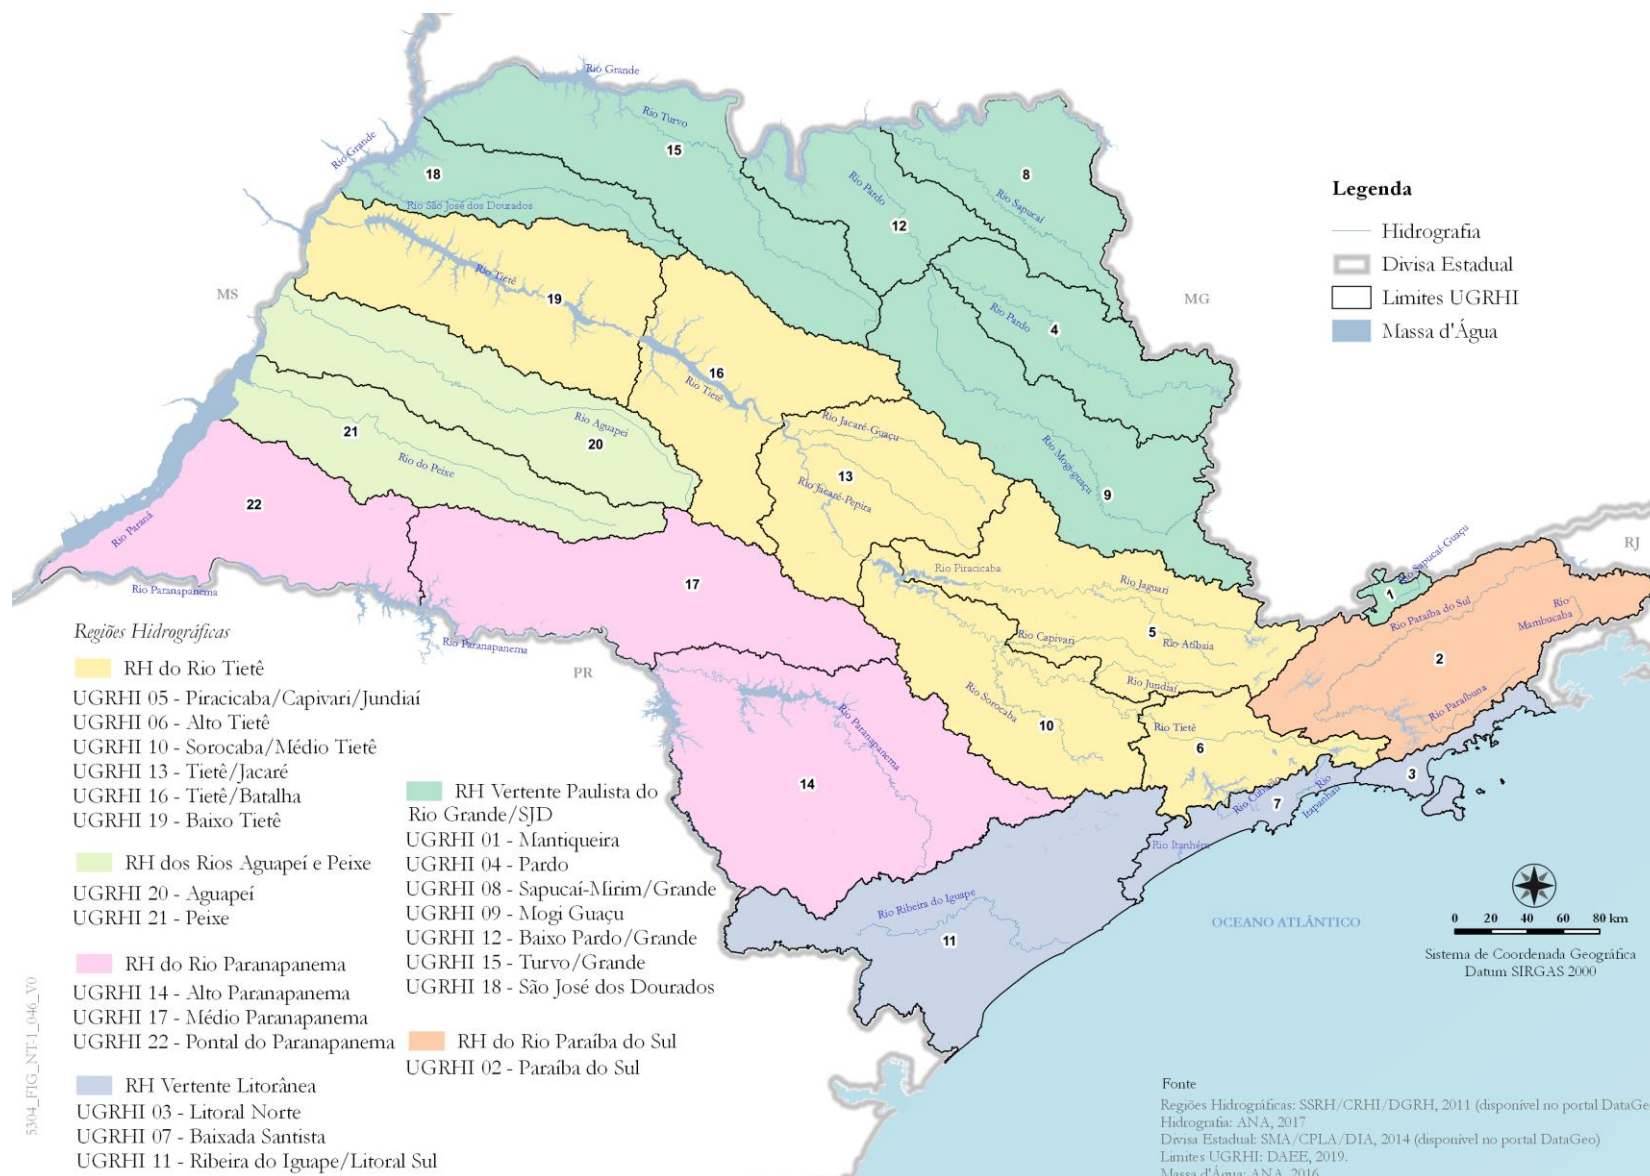 Rio Grande
Rio Turvo
15
Rio Grande
18
Rio São José dos Dourados
Rio Pardo
12
8
Rio Sapucaí
MS
MG
Rio Tietê
19
Rio Pardo
4
16
Rio Tietê
Rio Aguapeí
20
21
Rio do Peixe
Rio Jacaré-Guaçu
13
Rio Jacaré-Pepira
Rio Mogi-guaçu
9
22
Rio Paraná
Rio Paranapanema
17
Rio Piracicaba
Rio Jaguari
Rio Sapucaí-Guaçu
RJ
1
Rio Paraíba do Sul
Rio Mambucaba
Rio Paranapanema
PR
Rio Capivari
5
Rio Atibaia
2
Rio Jundiaí
Rio Sorocaba
10
Rio Tietê
6
Rio Paraíbuna
3
Rio Paranapanema
14
Rio Cubatão
7
Rio Itapanhaú
Rio Itanhém
Rio Ribeira do Iguape
11
OCEANO ATLÂNTICO
Legenda
Hidrografia
Divisa Estadual
Limites UGRHI
Massa d'Água
Regiões Hidrográficas
RH do Rio Tietê
UGRHI 05 - Piracicaba/Capivari/Jundiaí
UGRHI 06 - Alto Tietê
UGRHI 10 - Sorocaba/Médio Tietê
UGRHI 13 - Tietê/Jacaré
UGRHI 16 - Tietê/Batalha
UGRHI 19 - Baixo Tietê
RH dos Rios Aguapeí e Peixe
UGRHI 20 - Aguapeí
UGRHI 21 - Peixe
RH do Rio Paranapanema
UGRHI 14 - Alto Paranapanema
UGRHI 17 - Médio Paranapanema
UGRHI 22 - Pontal do Paranapanema
RH Vertente Litorânea
UGRHI 03 - Litoral Norte
UGRHI 07 - Baixada Santista
UGRHI 11 - Ribeira do Iguape/Litoral Sul
RH Vertente Paulista do
Rio Grande/SJD
UGRHI 01 - Mantiqueira
UGRHI 04 - Pardo
UGRHI 08 - Sapucaí-Mirim/Grande
UGRHI 09 - Mogi Guaçu
UGRHI 12 - Baixo Pardo/Grande
UGRHI 15 - Turvo/Grande
UGRHI 18 - São José dos Dourados
RH do Rio Paraíba do Sul
UGRHI 02 - Paraíba do Sul
0 20 40 60 80 km
Sistema de Coordenada Geográfica
Datum SIRGAS 2000
Fonte
Regiões Hidrográficas: SSRH/CRHI/DGRH, 2011 (disponível no portal DataGe
Hidrografia: ANA, 2017
Divisa Estadual: SMA/CPLA/DIA, 2014 (disponível no portal DataGeo)
Limites UGRHI: DAEE, 2019.
Massa d'Água: ANA, 2016
5304_FIG_NT-1_046_V0